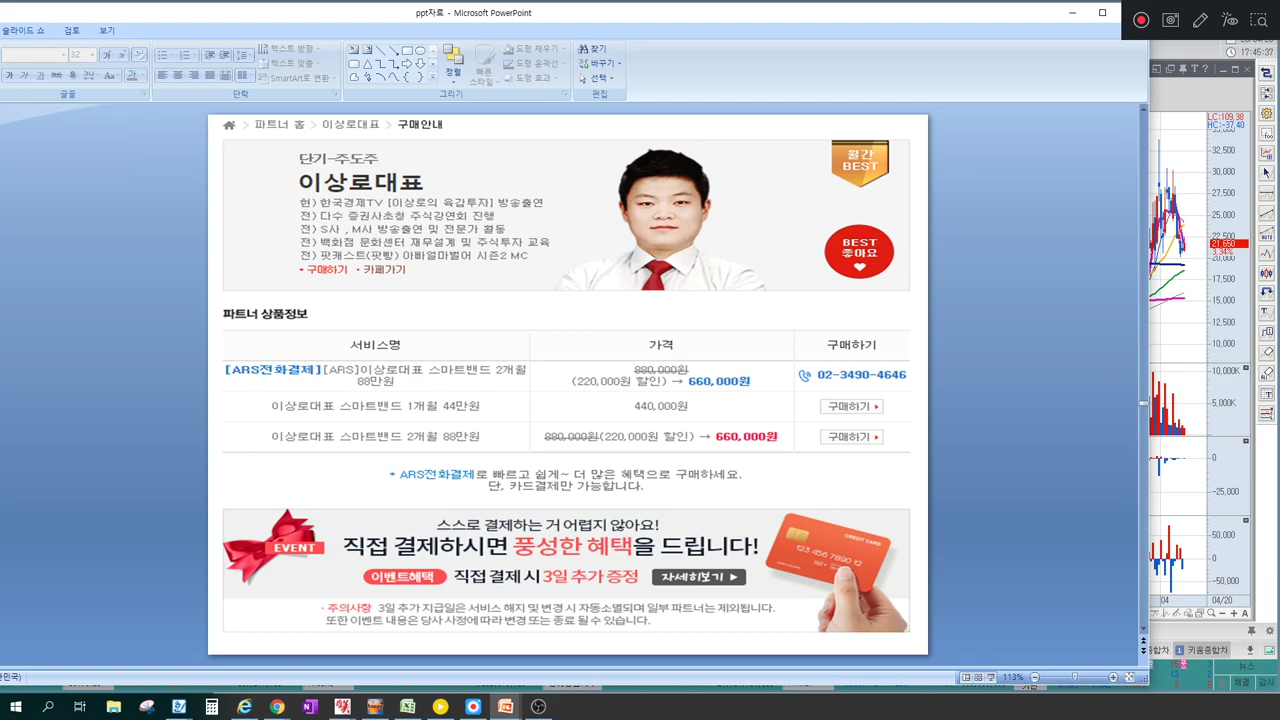 ppt자료 - Microsoft PowerPoint
슬라이드 쇼 검토 보기
17:45:37
32
텍스트 방향
텍스트 맞춤
SmartArt로 변환
정렬
빠른 스타일
도형 채우기
도형 윤곽선
도형 효과
찾기
바꾸기
선택
글꼴 단락 그리기 편집
파트너 홈 > 이상로대표 > 구매안내
단기-주도주
이상로대표
현) 한국경제TV [이상로의 육감투자] 방송출연
전) 다수 증권사초청 주식강연회 진행
전) S사 , M사 방송출연 및 전문가 활동
전) 백화점 문화센터 재무설계 및 주식투자 교육
전) 팟캐스트(팟빵) 아빠얼마벌어 시즌2 MC
• 구매하기 • 카페가기
월간
BEST
BEST
좋아요
파트너 상품정보
서비스명 가격 구매하기
[ARS전화결제][ARS]이상로대표 스마트밴드 2개월
88만원
880,000원
(220,000원 할인) → 660,000원
02-3490-4646
이상로대표 스마트밴드 1개월 44만원 440,000원 구매하기
이상로대표 스마트밴드 2개월 88만원 880,000원(220,000원 할인) → 660,000원 구매하기
* ARS전화결제로 빠르고 쉽게~ 더 많은 혜택으로 구매하세요.
단, 카드결제만 가능합니다.
EVENT
스스로 결제하는 거 어렵지 않아요!
직접 결제하시면 풍성한 혜택을 드립니다!
이벤트혜택 직접 결제 시 3일 추가 증정 자세히보기 ▶
CREDIT CARD
123 456 7890 12
· 주의사항 3일 추가 지급일은 서비스 해지 및 변경 시 자동소멸되며 일부 파트너는 제외됩니다.
또한 이벤트 내용은 당사 사정에 따라 변경 또는 종료 될 수 있습니다.
LC:109,38
HC:-37,40
32,500
30,000
27,500
25,000
22,500
21,650
3,34%
20,000
17,500
15,000
12,500
10,000K
5,000K
0
-25,000
50,000
0
-50,000
04 04/20
1 키움종합차
뉴스
체결 감시
113%